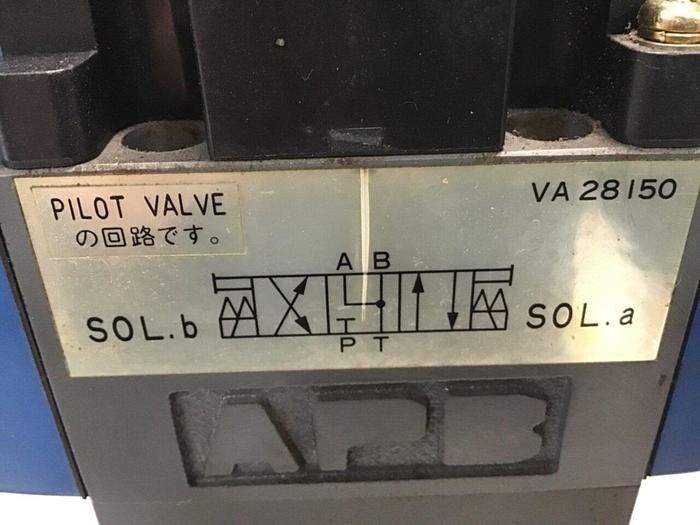 PILOT VALVE
の回路です。
VA 28150
A B
SOL.b
SOL.a
P T
APB